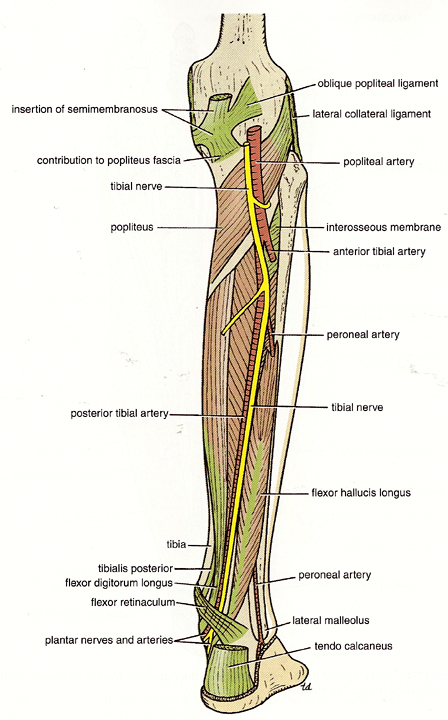 oblique popliteal ligament
insertion of semimembranosus
lateral collateral ligament
contribution to popliteus fascia
popliteal artery
tibial nerve
popliteus
interosseous membrane
anterior tibial artery
peroneal artery
posterior tibial artery
tibial nerve
flexor hallucis longus
tibia
tibialis posterior
peroneal artery
flexor digitorum longus
flexor retinaculum
lateral malleolus
plantar nerves and arteries
tendo calcaneus
td